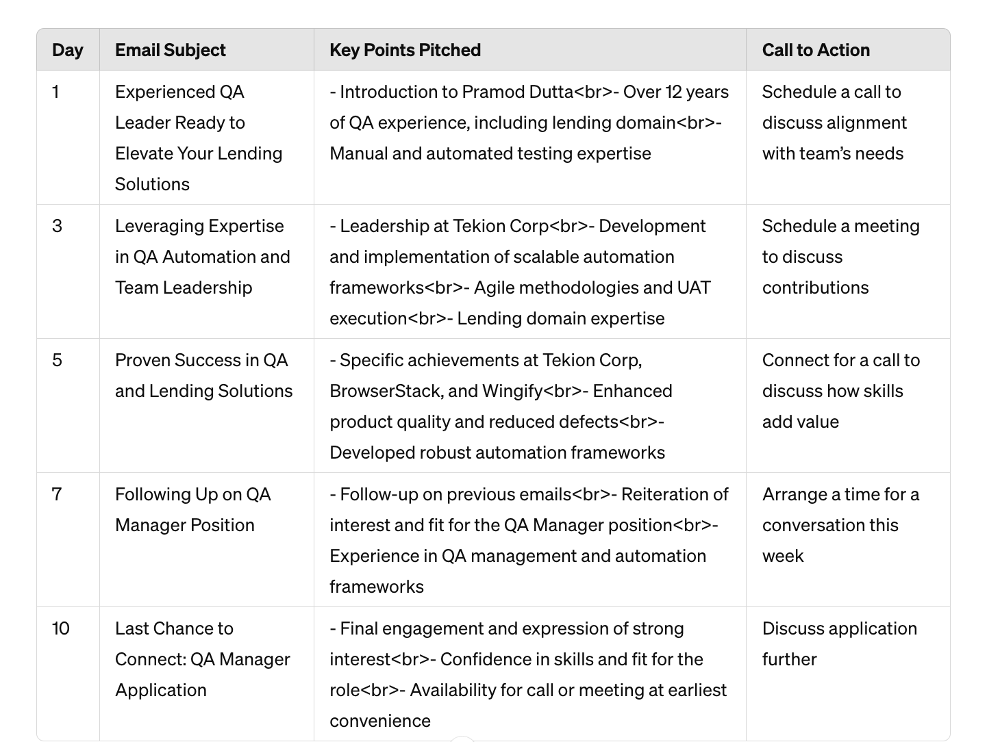 Day Email Subject Key Points Pitched Call to Action
1
Experienced QA
Leader Ready to
Elevate Your Lending
Solutions
- Introduction to Pramod Dutta<br>- Over 12 years
of QA experience, including lending domain<br>-
Manual and automated testing expertise
Schedule a call to
discuss alignment
with team’s needs
3
Leveraging Expertise
in QA Automation and
Team Leadership
- Leadership at Tekion Corp<br>- Development
and implementation of scalable automation
frameworks<br>- Agile methodologies and UAT
execution<br>- Lending domain expertise
Schedule a meeting
to discuss
contributions
5
Proven Success in QA
and Lending Solutions
- Specific achievements at Tekion Corp,
BrowserStack, and Wingify<br>- Enhanced
product quality and reduced defects<br>-
Developed robust automation frameworks
Connect for a call to
discuss how skills
add value
7
Following Up on QA
Manager Position
- Follow-up on previous emails<br>- Reiteration of
interest and fit for the QA Manager position<br>-
Experience in QA management and automation
frameworks
Arrange a time for a
conversation this
week
10
Last Chance to
Connect: QA Manager
Application
- Final engagement and expression of strong
interest<br>- Confidence in skills and fit for the
role<br>- Availability for call or meeting at earliest
convenience
Discuss application
further